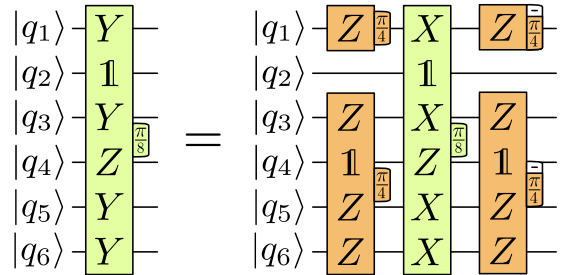 |q₁⟩ Y |q₁⟩ Z π/4 X Z -π/4
|q₂⟩ 𝟙 |q₂⟩ 𝟙
|q₃⟩ Y |q₃⟩ Z X Z
π/8 = π/8
|q₄⟩ Z |q₄⟩ 𝟙 Z 𝟙
π/4 -π/4
|q₅⟩ Y |q₅⟩ Z X Z
|q₆⟩ Y |q₆⟩ Z X Z